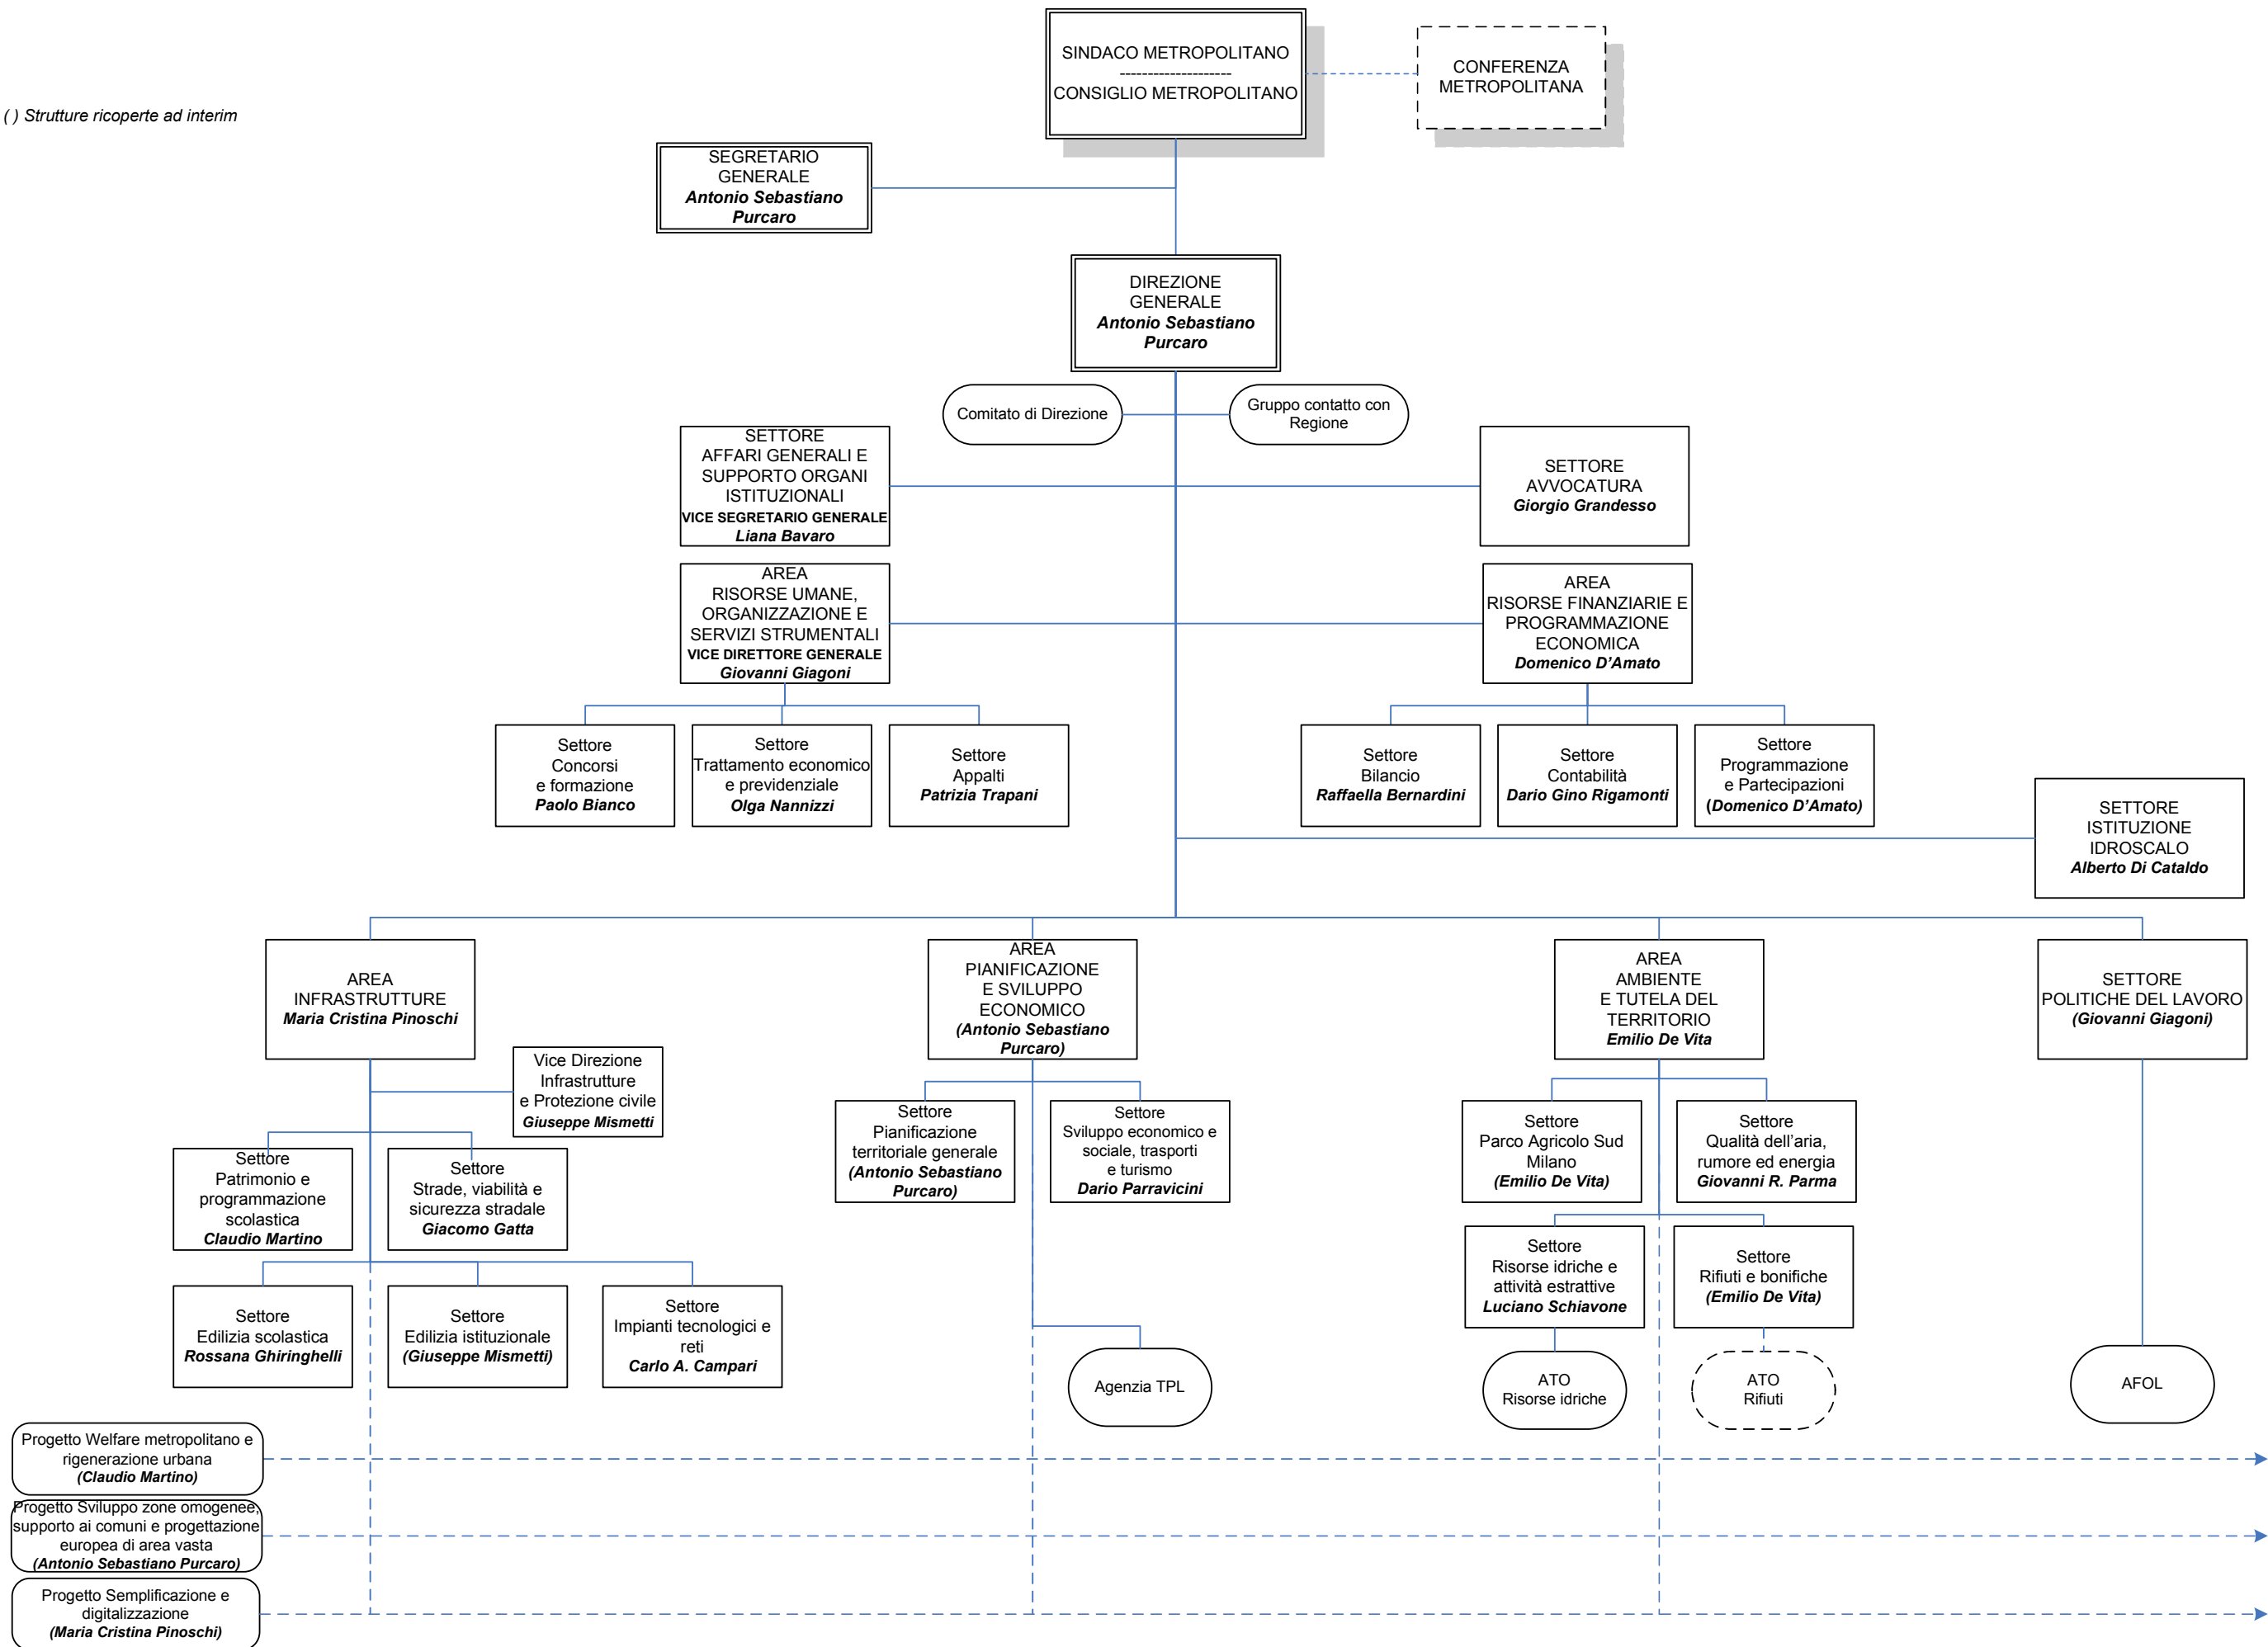 SINDACO METROPOLITANO
--------------------
CONSIGLIO METROPOLITANO
CONFERENZA
METROPOLITANA
( ) Strutture ricoperte ad interim
SEGRETARIO
GENERALE
Antonio Sebastiano
Purcaro
DIREZIONE
GENERALE
Antonio Sebastiano
Purcaro
Comitato di Direzione
Gruppo contatto con
Regione
SETTORE
AFFARI GENERALI E
SUPPORTO ORGANI
ISTITUZIONALI
VICE SEGRETARIO GENERALE
Liana Bavaro
SETTORE
AVVOCATURA
Giorgio Grandesso
AREA
RISORSE UMANE,
ORGANIZZAZIONE E
SERVIZI STRUMENTALI
VICE DIRETTORE GENERALE
Giovanni Giagoni
AREA
RISORSE FINANZIARIE E
PROGRAMMAZIONE
ECONOMICA
Domenico D'Amato
Settore
Concorsi
e formazione
Paolo Bianco
Settore
Trattamento economico
e previdenziale
Olga Nannizzi
Settore
Appalti
Patrizia Trapani
Settore
Bilancio
Raffaella Bernardini
Settore
Contabilità
Dario Gino Rigamonti
Settore
Programmazione
e Partecipazioni
(Domenico D'Amato)
SETTORE
ISTITUZIONE
IDROSCALO
Alberto Di Cataldo
AREA
INFRASTRUTTURE
Maria Cristina Pinoschi
AREA
PIANIFICAZIONE
E SVILUPPO
ECONOMICO
(Antonio Sebastiano
Purcaro)
AREA
AMBIENTE
E TUTELA DEL
TERRITORIO
Emilio De Vita
SETTORE
POLITICHE DEL LAVORO
(Giovanni Giagoni)
Vice Direzione
Infrastrutture
e Protezione civile
Giuseppe Mismetti
Settore
Patrimonio e
programmazione
scolastica
Claudio Martino
Settore
Strade, viabilità e
sicurezza stradale
Giacomo Gatta
Settore
Pianificazione
territoriale generale
(Antonio Sebastiano
Purcaro)
Settore
Sviluppo economico e
sociale, trasporti
e turismo
Dario Parravicini
Settore
Parco Agricolo Sud
Milano
(Emilio De Vita)
Settore
Qualità dell'aria,
rumore ed energia
Giovanni R. Parma
Settore
Risorse idriche e
attività estrattive
Luciano Schiavone
Settore
Rifiuti e bonifiche
(Emilio De Vita)
Settore
Edilizia scolastica
Rossana Ghiringhelli
Settore
Edilizia istituzionale
(Giuseppe Mismetti)
Settore
Impianti tecnologici e
reti
Carlo A. Campari
Agenzia TPL
ATO
Risorse idriche
ATO
Rifiuti
AFOL
Progetto Welfare metropolitano e
rigenerazione urbana
(Claudio Martino)
Progetto Sviluppo zone omogenee,
supporto ai comuni e progettazione
europea di area vasta
(Antonio Sebastiano Purcaro)
Progetto Semplificazione e
digitalizzazione
(Maria Cristina Pinoschi)